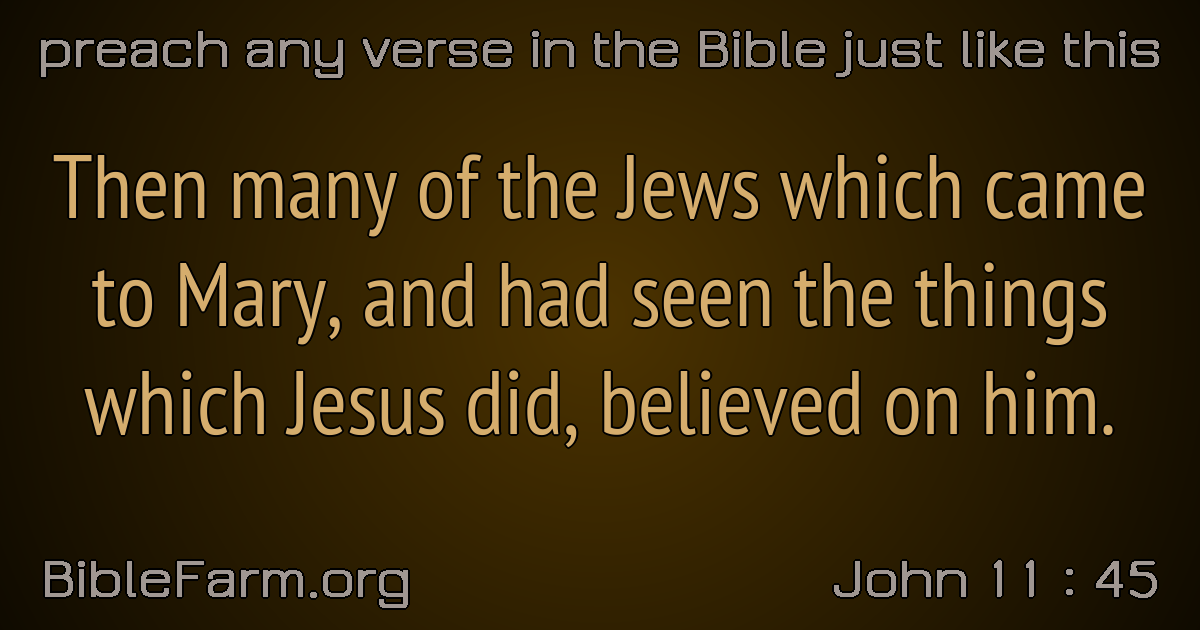 preach any verse in the Bible just like this
Then many of the Jews which came
to Mary, and had seen the things
which Jesus did, believed on him.
BibleFarm.org
John 11 : 45